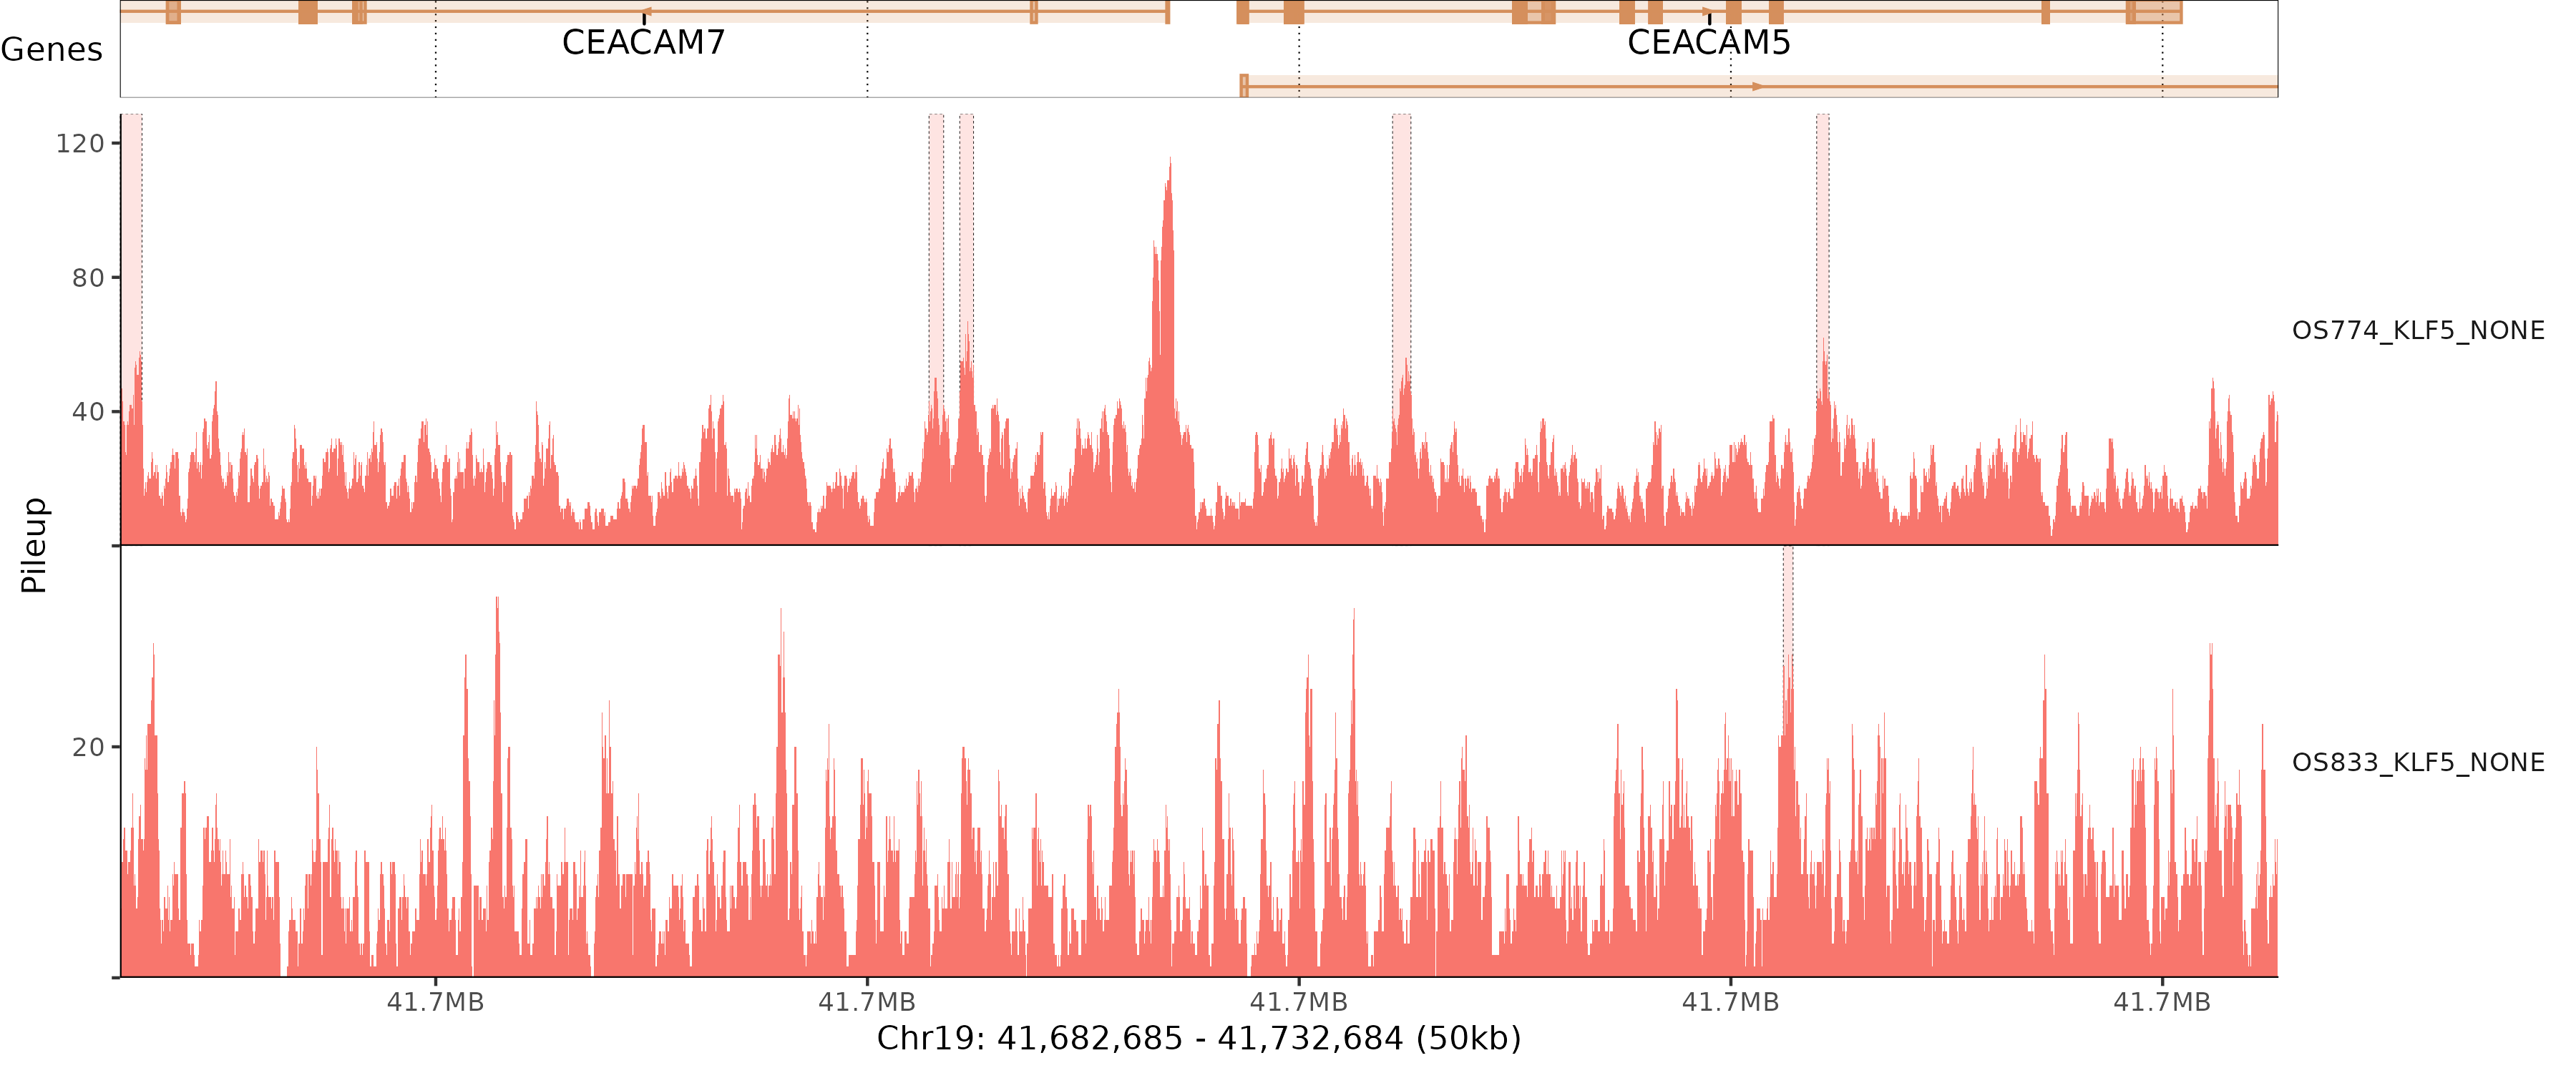 Genes
CEACAM7
CEACAM5
120
80
40
20
Pileup
OS774_KLF5_NONE
OS833_KLF5_NONE
41.7MB 41.7MB 41.7MB 41.7MB 41.7MB
Chr19: 41,682,685 - 41,732,684 (50kb)